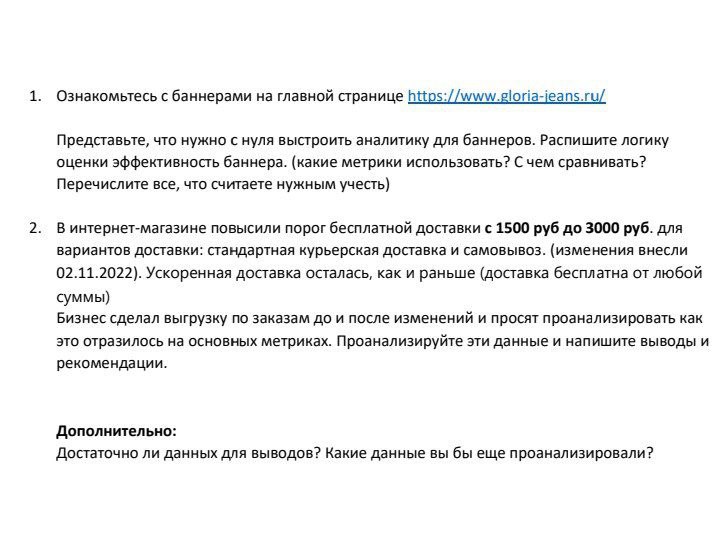 1. Ознакомьтесь с баннерами на главной странице https://www.gloria-jeans.ru/
Представьте, что нужно с нуля выстроить аналитику для баннеров. Распишите логику
оценки эффективность баннера. (какие метрики использовать? С чем сравнивать?
Перечислите все, что считаете нужным учесть)
2. В интернет-магазине повысили порог бесплатной доставки с 1500 руб до 3000 руб. для
вариантов доставки: стандартная курьерская доставка и самовывоз. (изменения внесли
02.11.2022). Ускоренная доставка осталась, как и раньше (доставка бесплатна от любой
суммы)
Бизнес сделал выгрузку по заказам до и после изменений и просят проанализировать как
это отразилось на основных метриках. Проанализируйте эти данные и напишите выводы и
рекомендации.
Дополнительно:
Достаточно ли данных для выводов? Какие данные вы бы еще проанализировали?